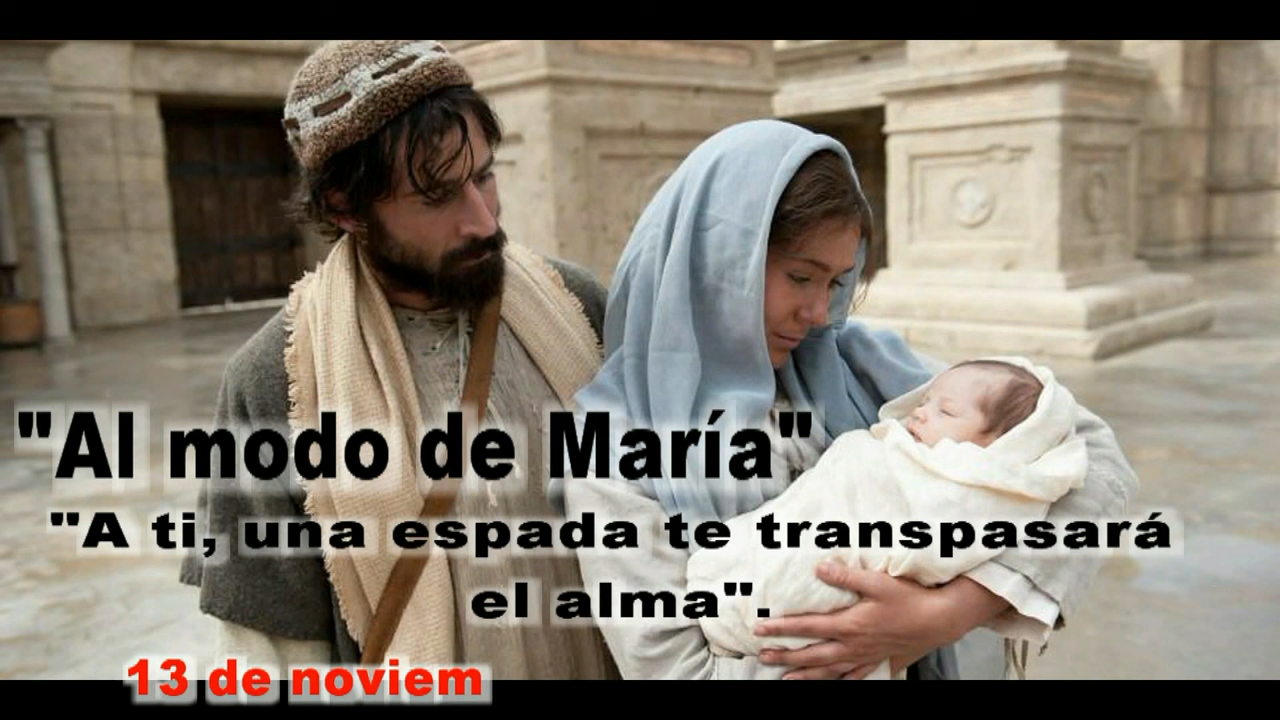 "Al modo de María"
"A ti, una espada te transpasará
el alma".
13 de noviem